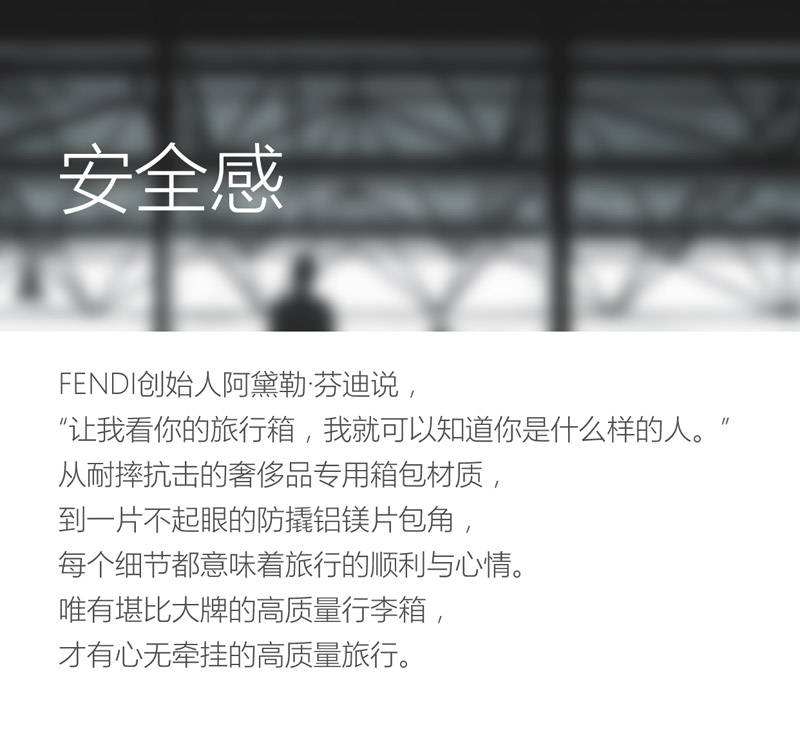 安全感
FENDI创始人阿黛勒·芬迪说，
“让我看你的旅行箱，我就可以知道你是什么样的人。”
从耐摔抗击的奢侈品专用箱包材质，
到一片不起眼的防撬铝镁片包角，
每个细节都意味着旅行的顺利与心情。
唯有堪比大牌的高质量行李箱，
才有心无牵挂的高质量旅行。